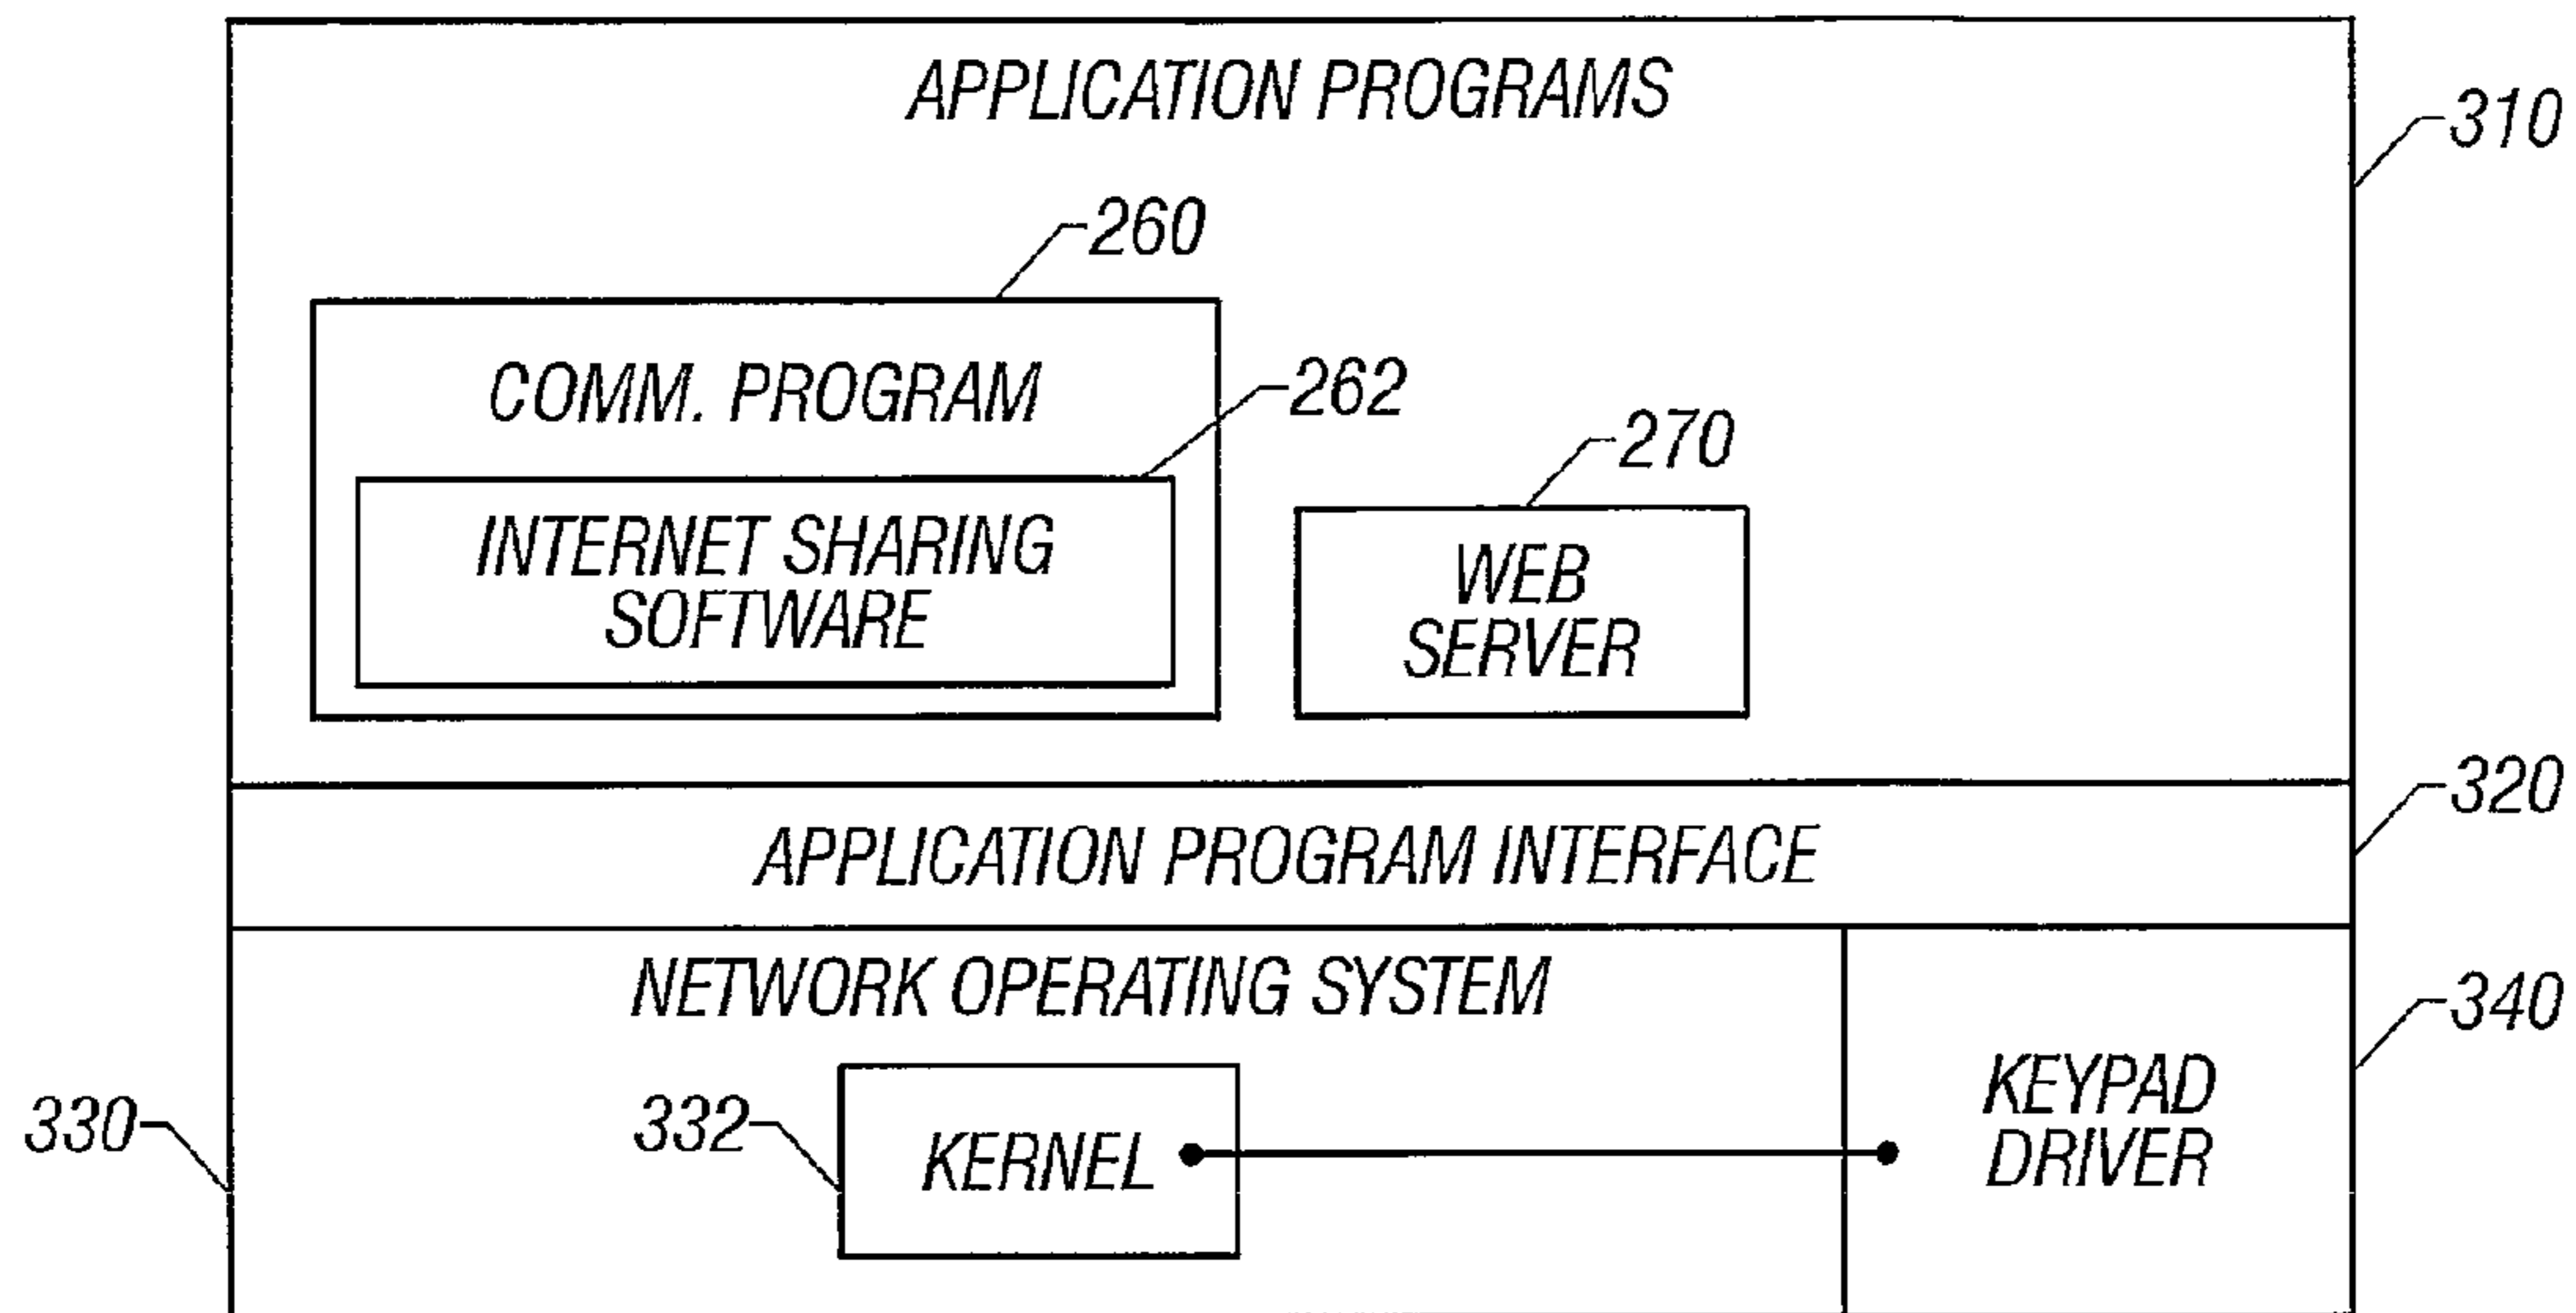 APPLICATION PROGRAMS
310
260
COMM. PROGRAM
262
INTERNET SHARING
SOFTWARE
270
WEB
SERVER
320
APPLICATION PROGRAM INTERFACE
NETWORK OPERATING SYSTEM
340
330
332
KERNEL
KEYPAD
DRIVER